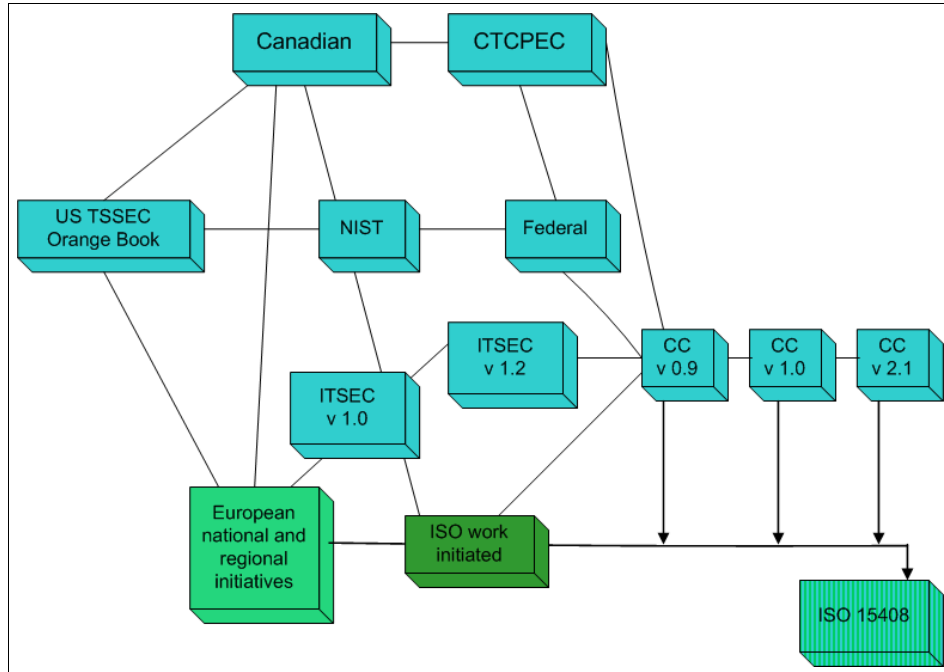 Canadian
CTCPEC
US TSSEC
Orange Book
NIST
Federal
ITSEC
v 1.0
ITSEC
v 1.2
CC
v 0.9
CC
v 1.0
CC
v 2.1
European
national and
regional
initiatives
ISO work
initiated
ISO 15408